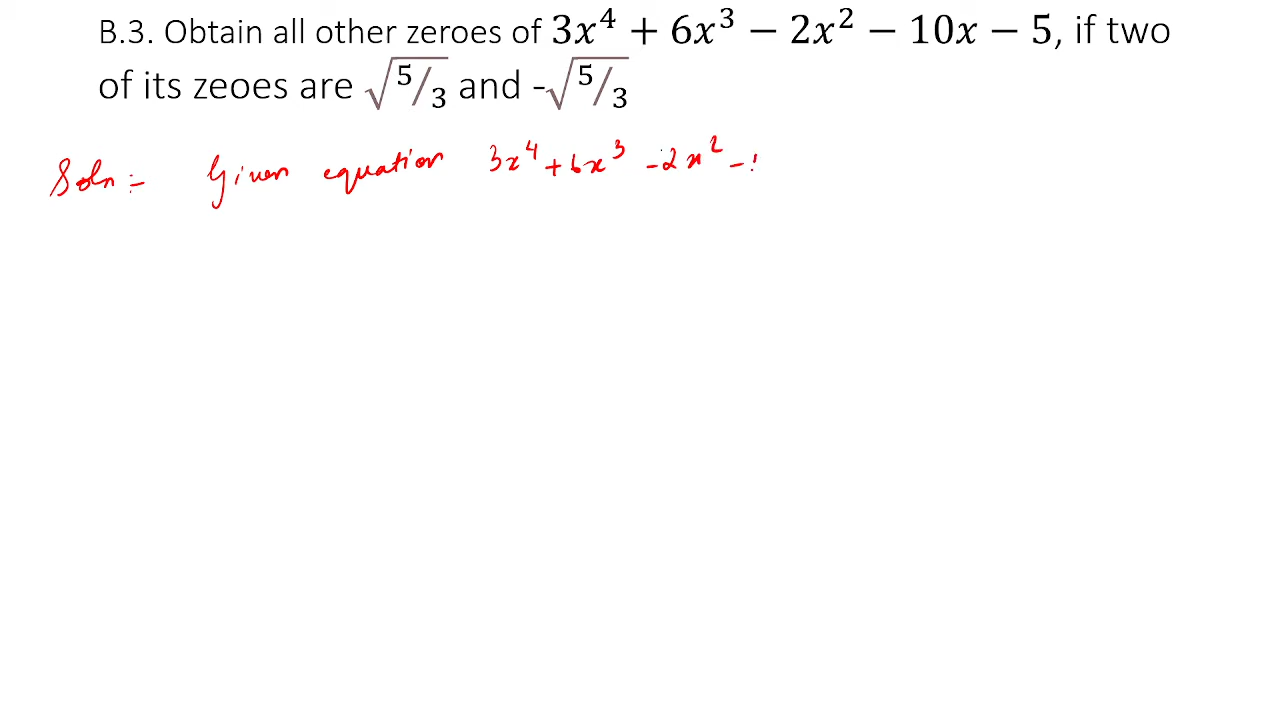 B.3. Obtain all other zeroes of 3x⁴ + 6x³ − 2x² − 10x − 5, if two
of its zeoes are √5/3 and -√5/3
Soln:- Given equation 3x⁴ + 6x³ - 2x² -